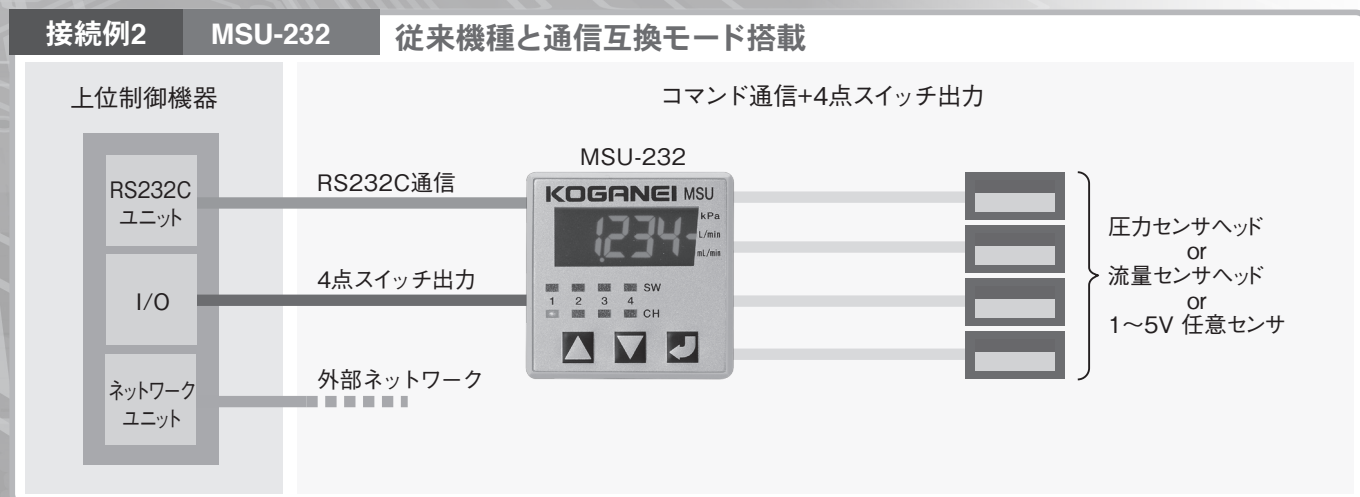 接続例2 MSU-232 従来機種と通信互換モード搭載
上位制御機器
コマンド通信+4点スイッチ出力
RS232C
ユニット
I/O
ネットワーク
ユニット
RS232C通信
4点スイッチ出力
外部ネットワーク
MSU-232
KOGANEI MSU
1.234
kPa
L/min
mL/min
SW
1 2 3 4
CH
圧力センサヘッド
or
流量センサヘッド
or
1～5V 任意センサ